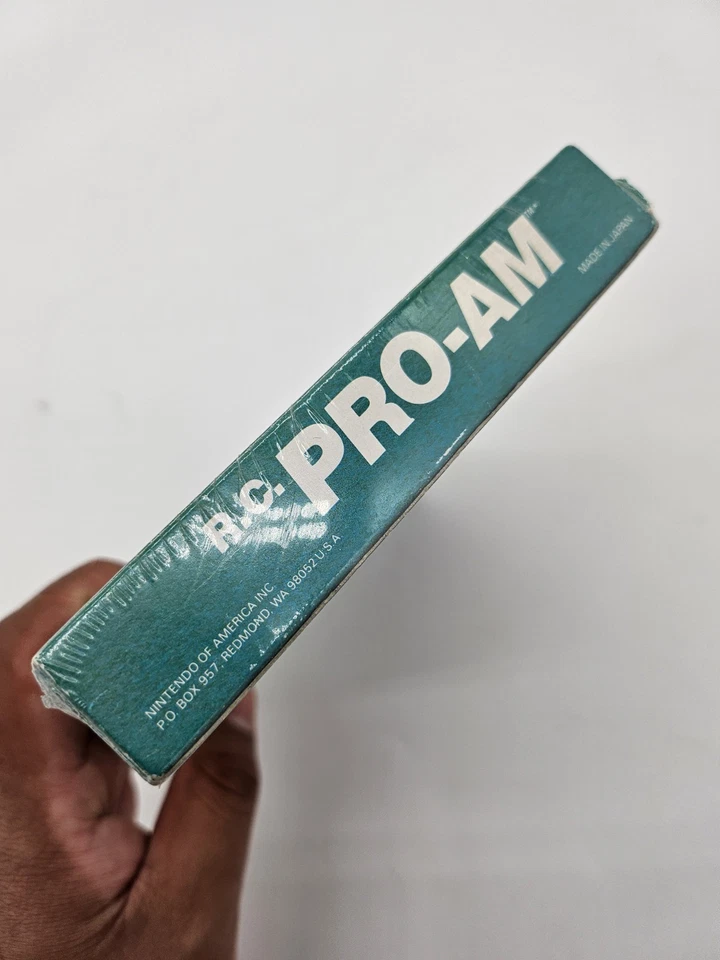 R.C. PRO-AM™
MADE IN JAPAN
NINTENDO OF AMERICA INC.
P.O. BOX 957, REDMOND, WA 98052 U.S.A.